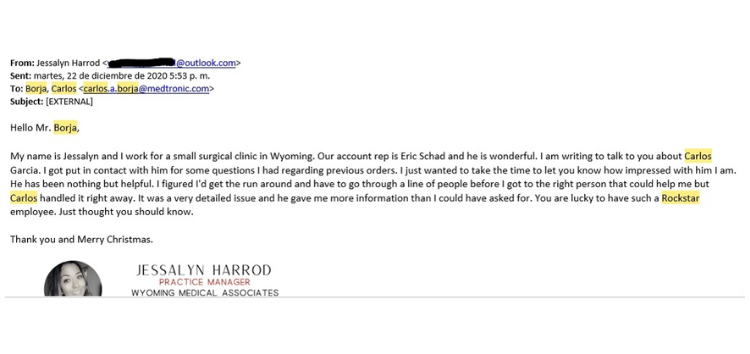 From: Jessalyn Harrod < @outlook.com>
Sent: martes, 22 de diciembre de 2020 5:53 p. m.
To: Borja, Carlos <carlos.a.borja@medtronic.com>
Subject: [EXTERNAL]
Hello Mr. Borja,
My name is Jessalyn and I work for a small surgical clinic in Wyoming. Our account rep is Eric Schad and he is wonderful. I am writing to talk to you about Carlos
Garcia. I got put in contact with him for some questions I had regarding previous orders. I just wanted to take the time to let you know how impressed with him I am.
He has been nothing but helpful. I figured I'd get the run around and have to go through a line of people before I got to the right person that could help me but
Carlos handled it right away. It was a very detailed issue and he gave me more information than I could have asked for. You are lucky to have such a Rockstar
employee. Just thought you should know.
Thank you and Merry Christmas.
JESSALYN HARROD
PRACTICE MANAGER
WYOMING MEDICAL ASSOCIATES